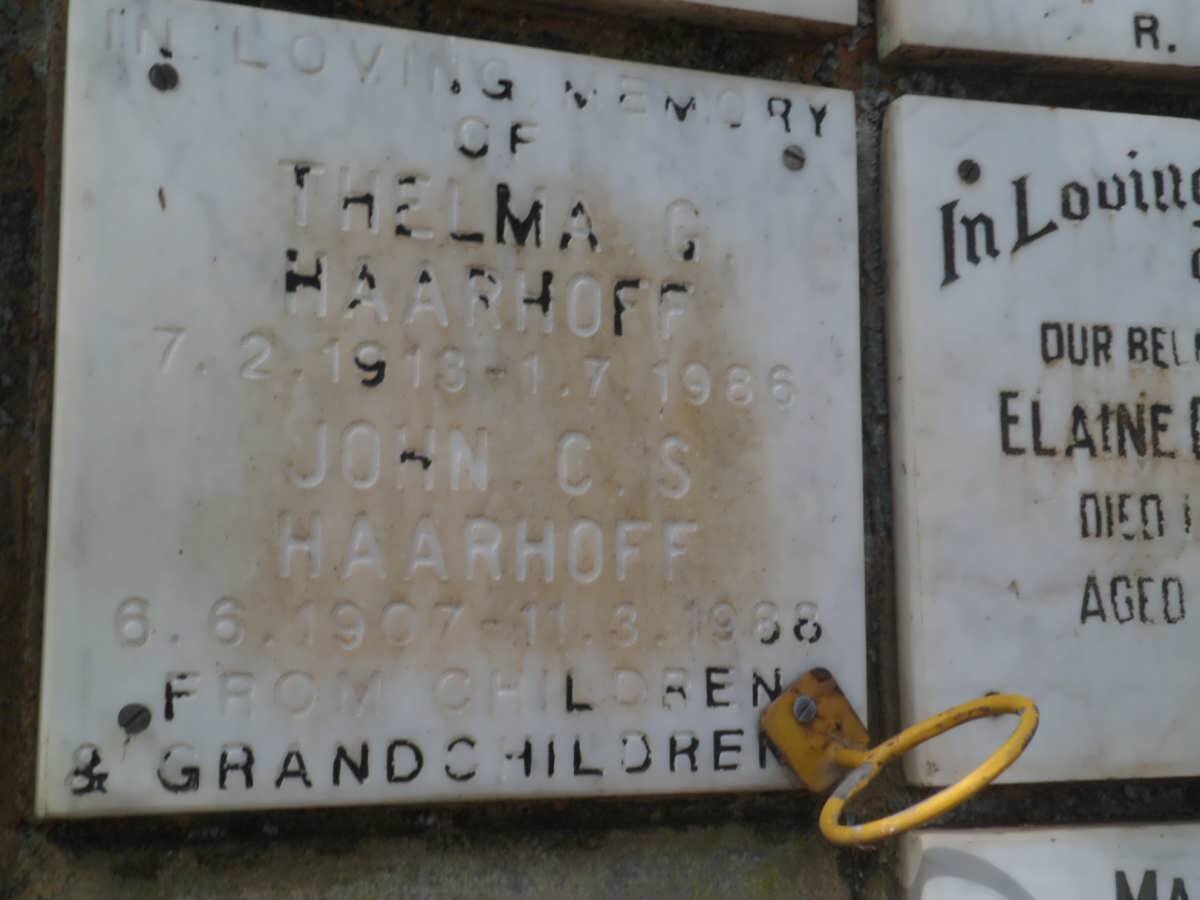 IN LOVING MEMORY
OF
THELMA . G.
HAARHOFF
7.2.1913-1.7.1986
JOHN. C. S.
HAARHOFF
6.6.1907-11.3.1988
FROM CHILDREN
& GRANDCHILDREN
R.
In Loving
OUR BEL
ELAINE
DIED
AGED
MA